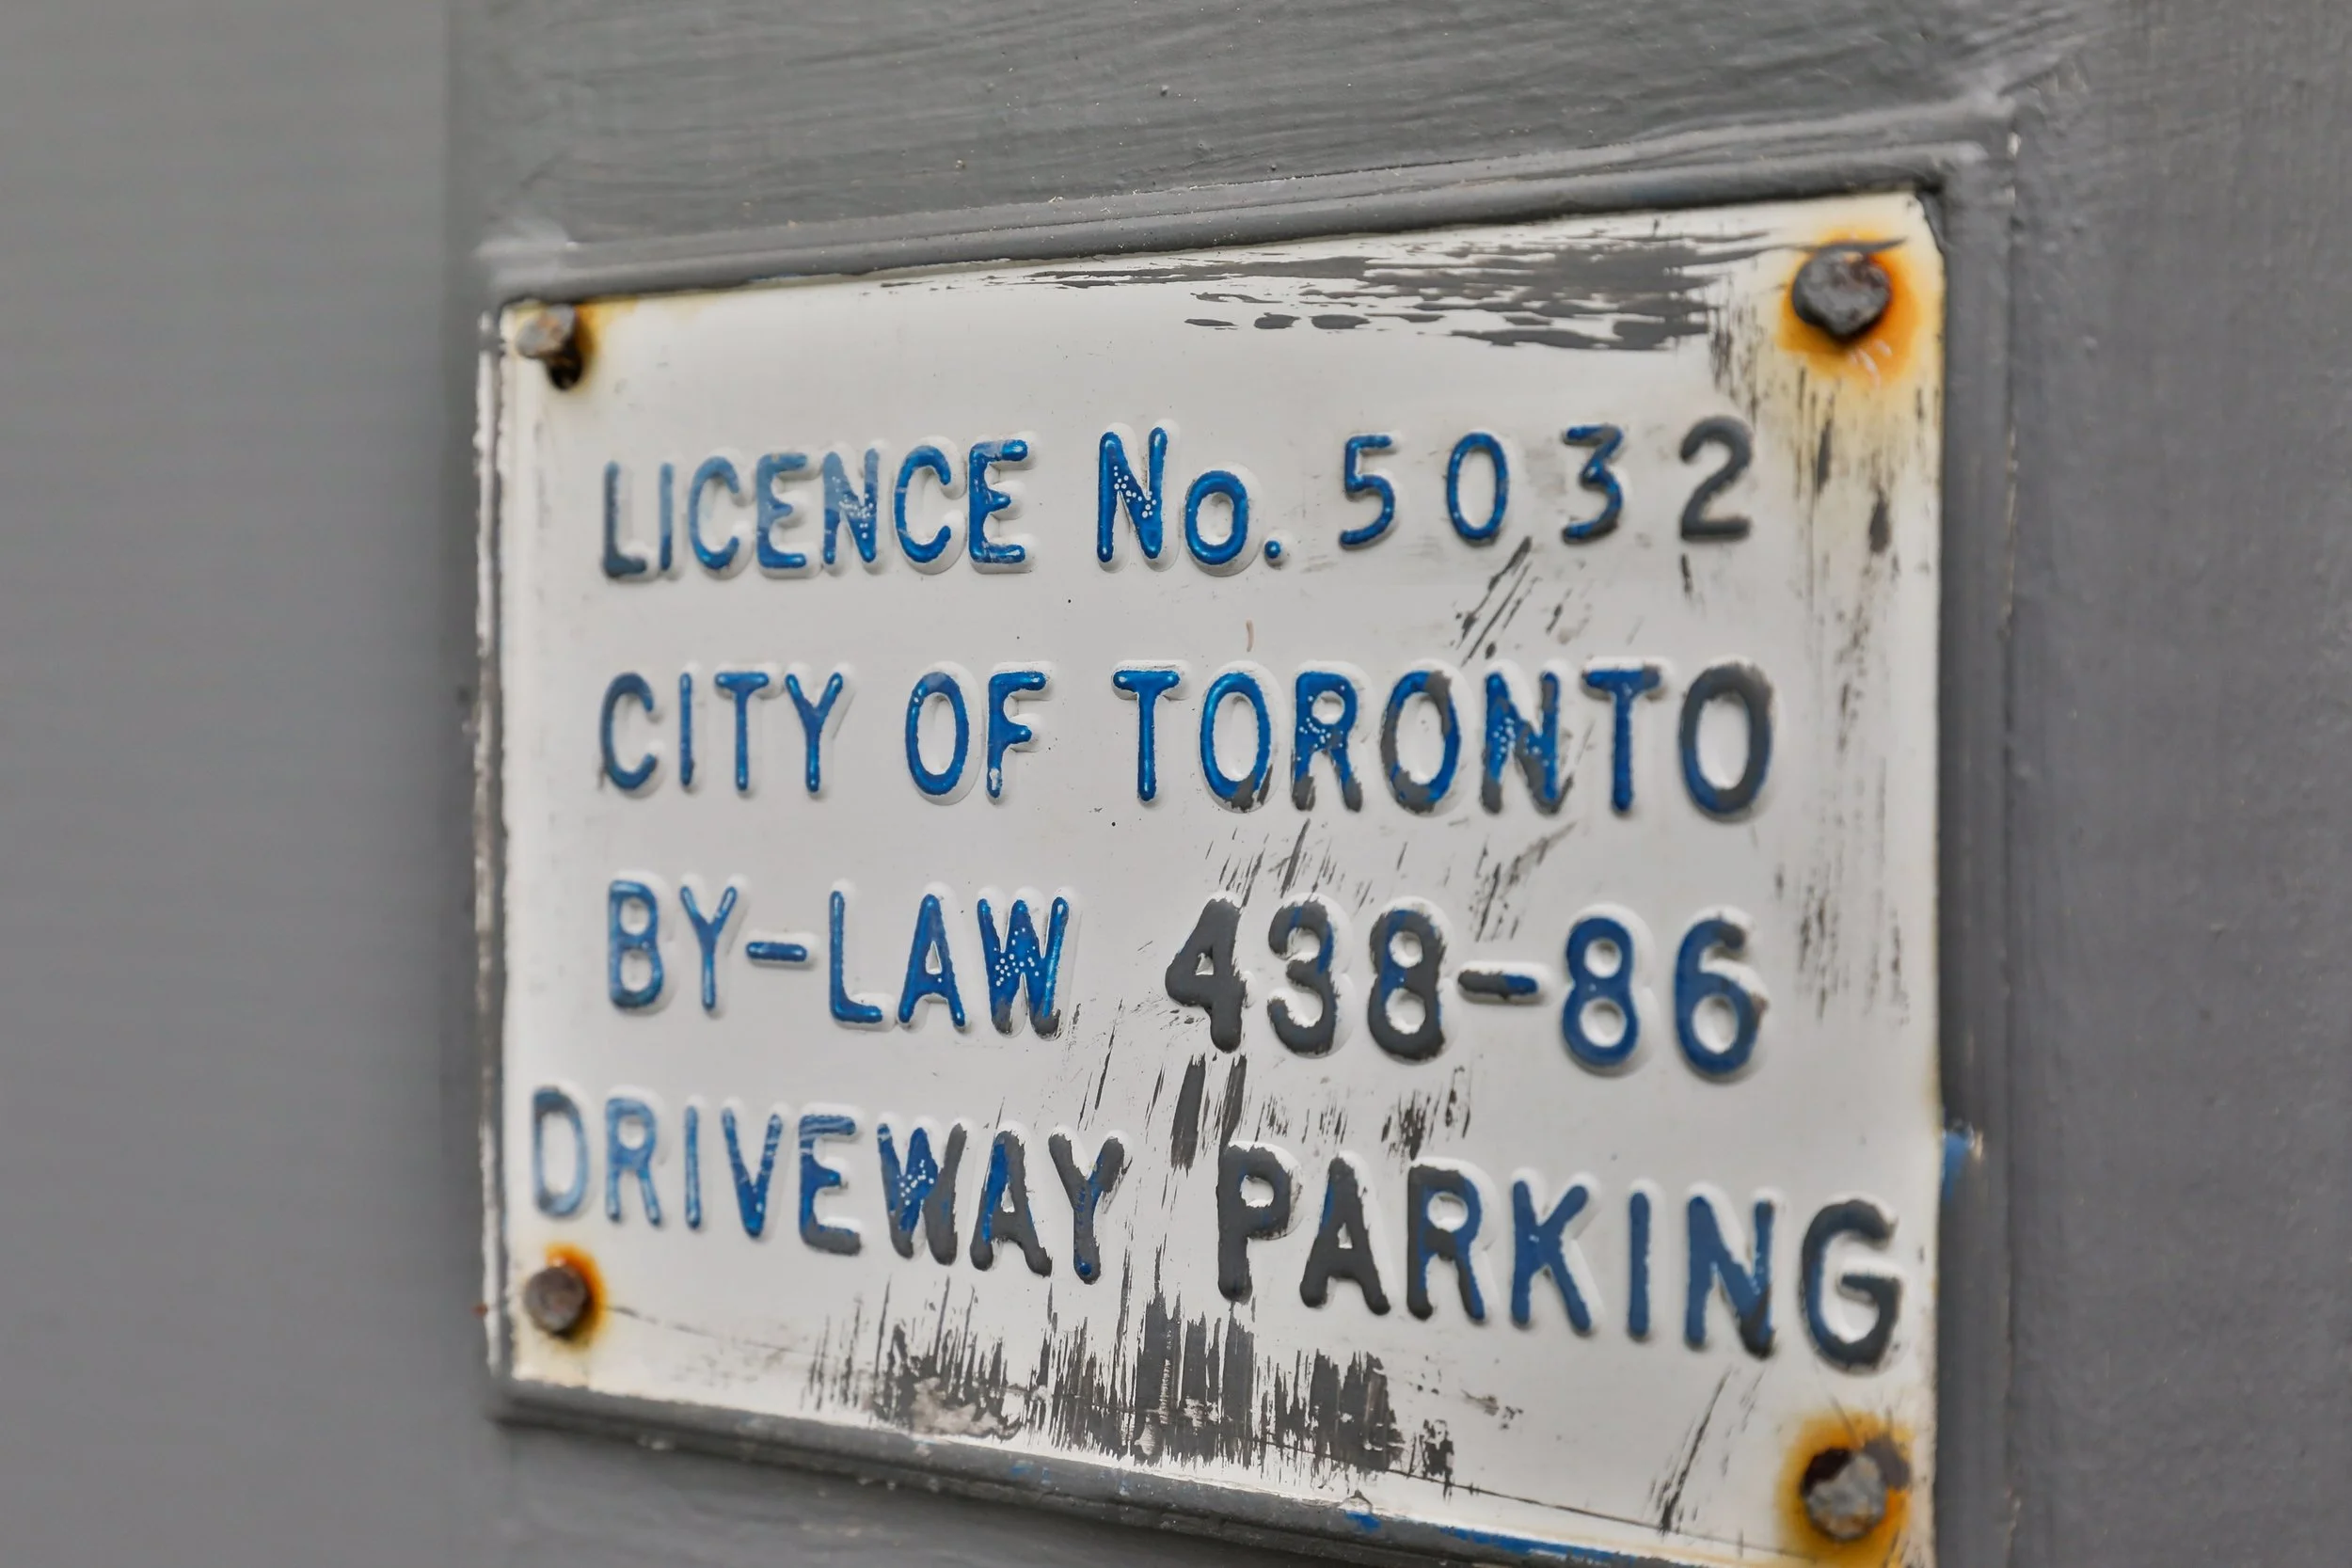 LICENCE No. 5032
CITY OF TORONTO
BY-LAW 438-86
DRIVEWAY PARKING